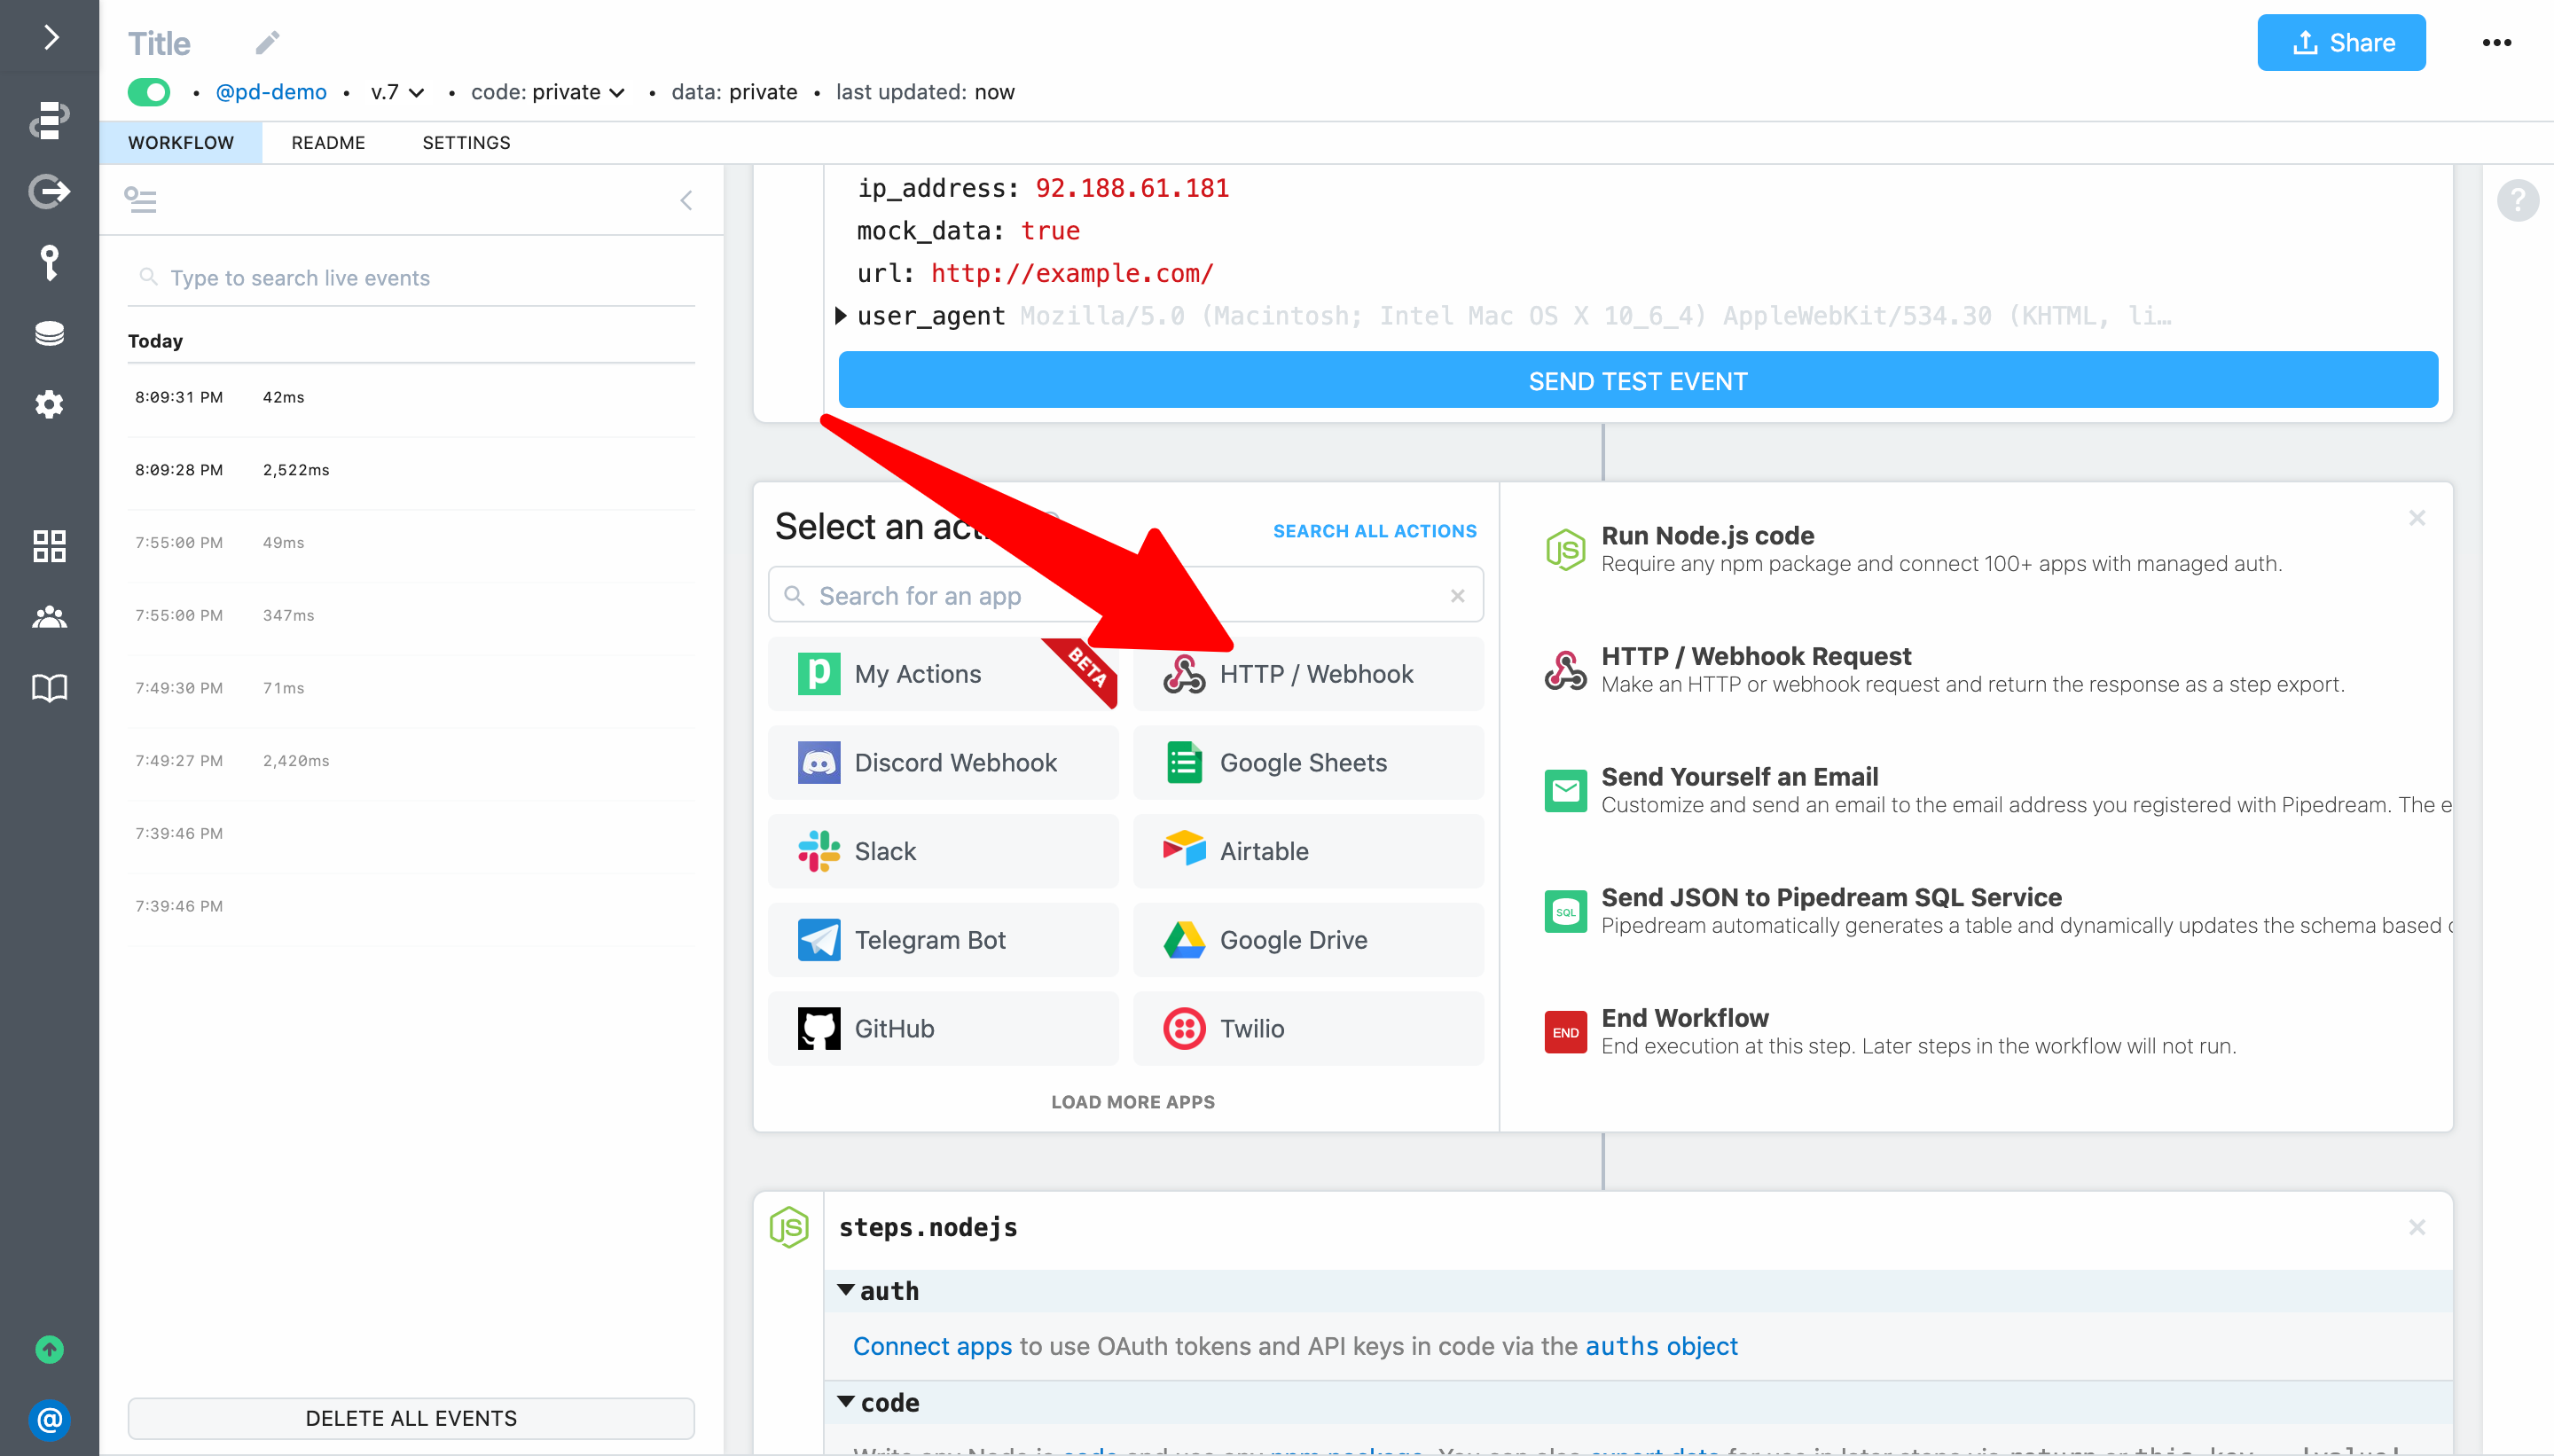 Title
Share
• @pd-demo • v.7 • code: private • data: private • last updated: now
WORKFLOW README SETTINGS
Type to search live events
Today
8:09:31 PM 42ms
8:09:28 PM 2,522ms
7:55:00 PM 49ms
7:55:00 PM 347ms
7:49:30 PM 71ms
7:49:27 PM 2,420ms
7:39:46 PM
7:39:46 PM
DELETE ALL EVENTS
@
ip_address: 92.188.61.181
mock_data: true
url: http://example.com/
user_agent Mozilla/5.0 (Macintosh; Intel Mac OS X 10_6_4) AppleWebKit/534.30 (KHTML, li…
SEND TEST EVENT
?
Select an
SEARCH ALL ACTIONS
Search for an app
My Actions
BETA
HTTP / Webhook
Discord Webhook
Google Sheets
Slack
Airtable
Telegram Bot
Google Drive
GitHub
Twilio
LOAD MORE APPS
Run Node.js code
Require any npm package and connect 100+ apps with managed auth.
HTTP / Webhook Request
Make an HTTP or webhook request and return the response as a step export.
Send Yourself an Email
Customize and send an email to the email address you registered with Pipedream. The e
SQL
Send JSON to Pipedream SQL Service
Pipedream automatically generates a table and dynamically updates the schema based
END
End Workflow
End execution at this step. Later steps in the workflow will not run.
JS
steps.nodejs
auth
Connect apps to use OAuth tokens and API keys in code via the auths object
code